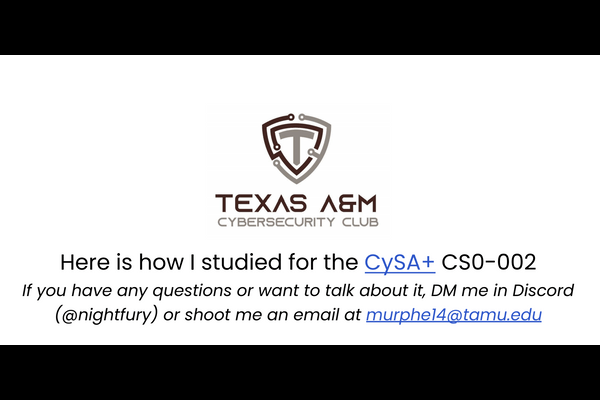 TEXAS A&M
CYBERSECURITY CLUB
Here is how I studied for the CySA+ CS0-002
If you have any questions or want to talk about it, DM me in Discord
(@nightfury) or shoot me an email at murphe14@tamu.edu